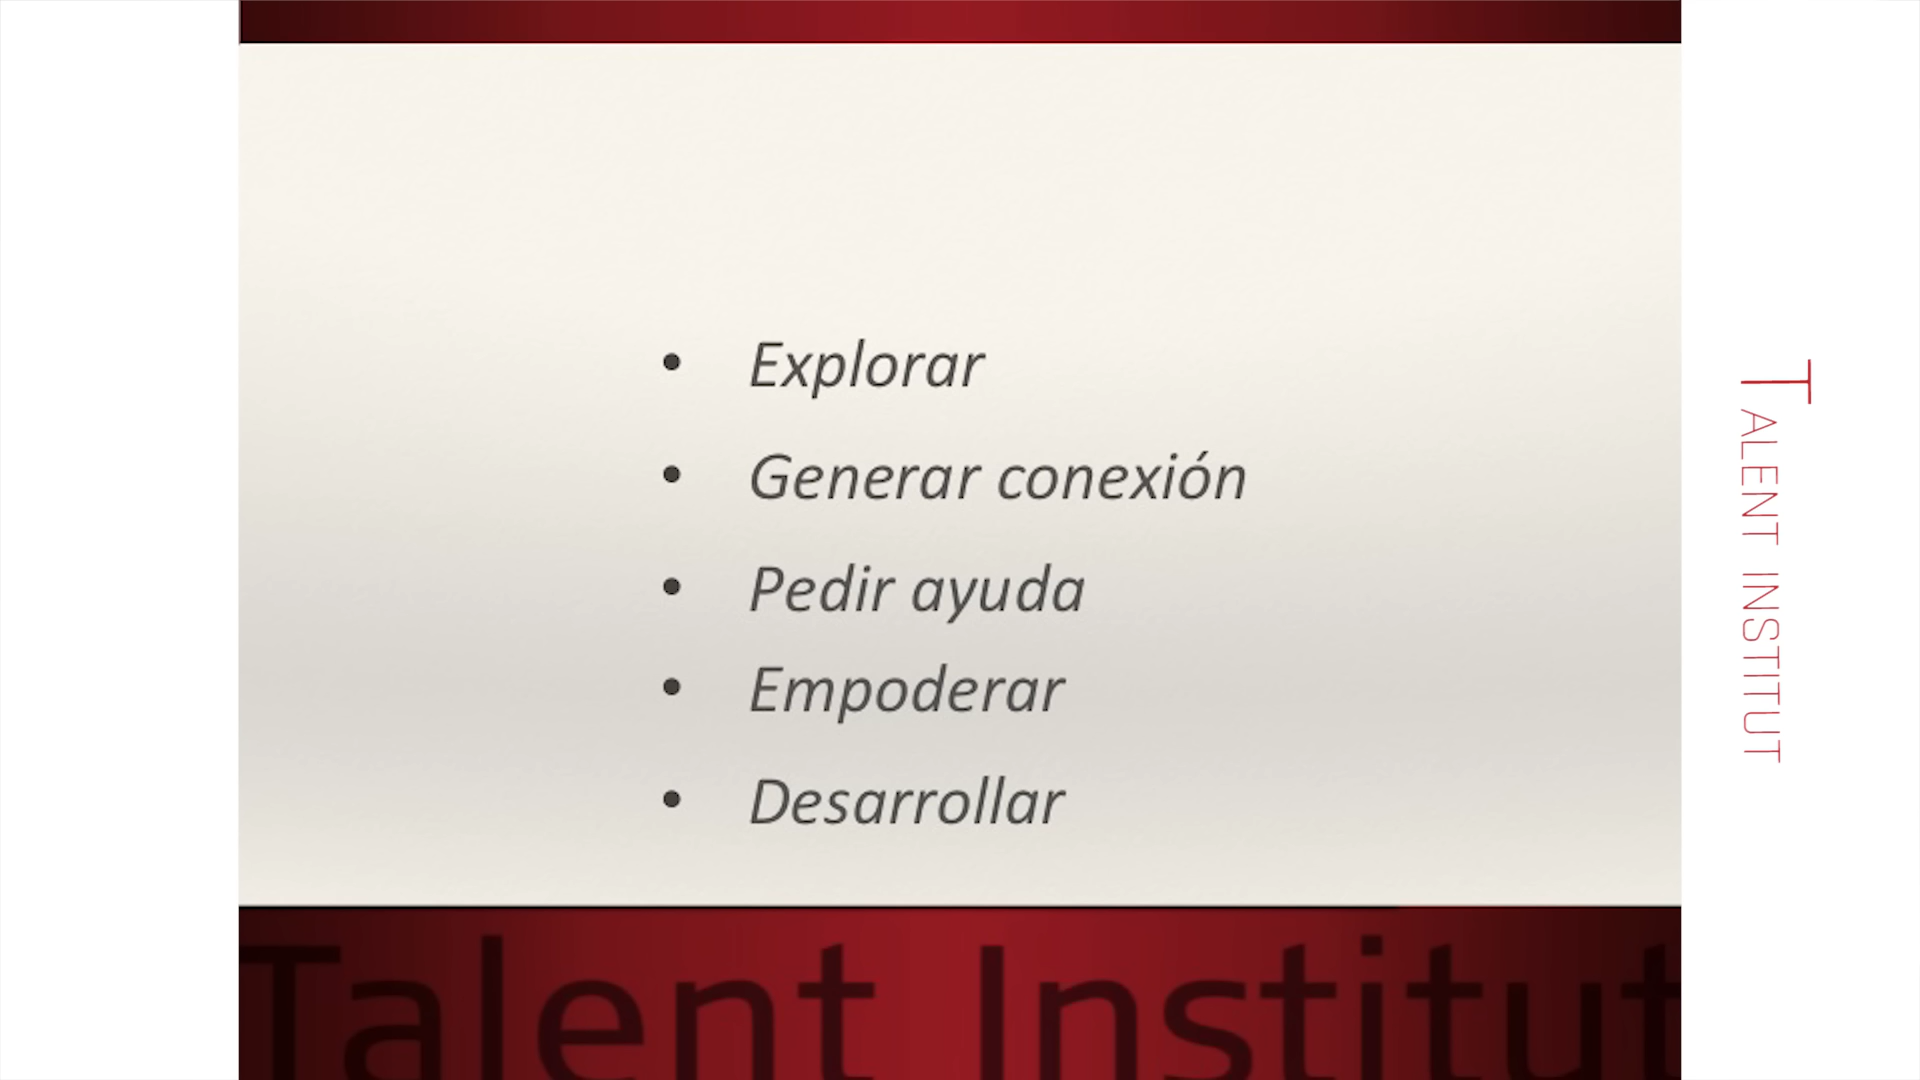 • Explorar
• Generar conexión
• Pedir ayuda
• Empoderar
• Desarrollar
TALENT INSTITUT
Talent Institut